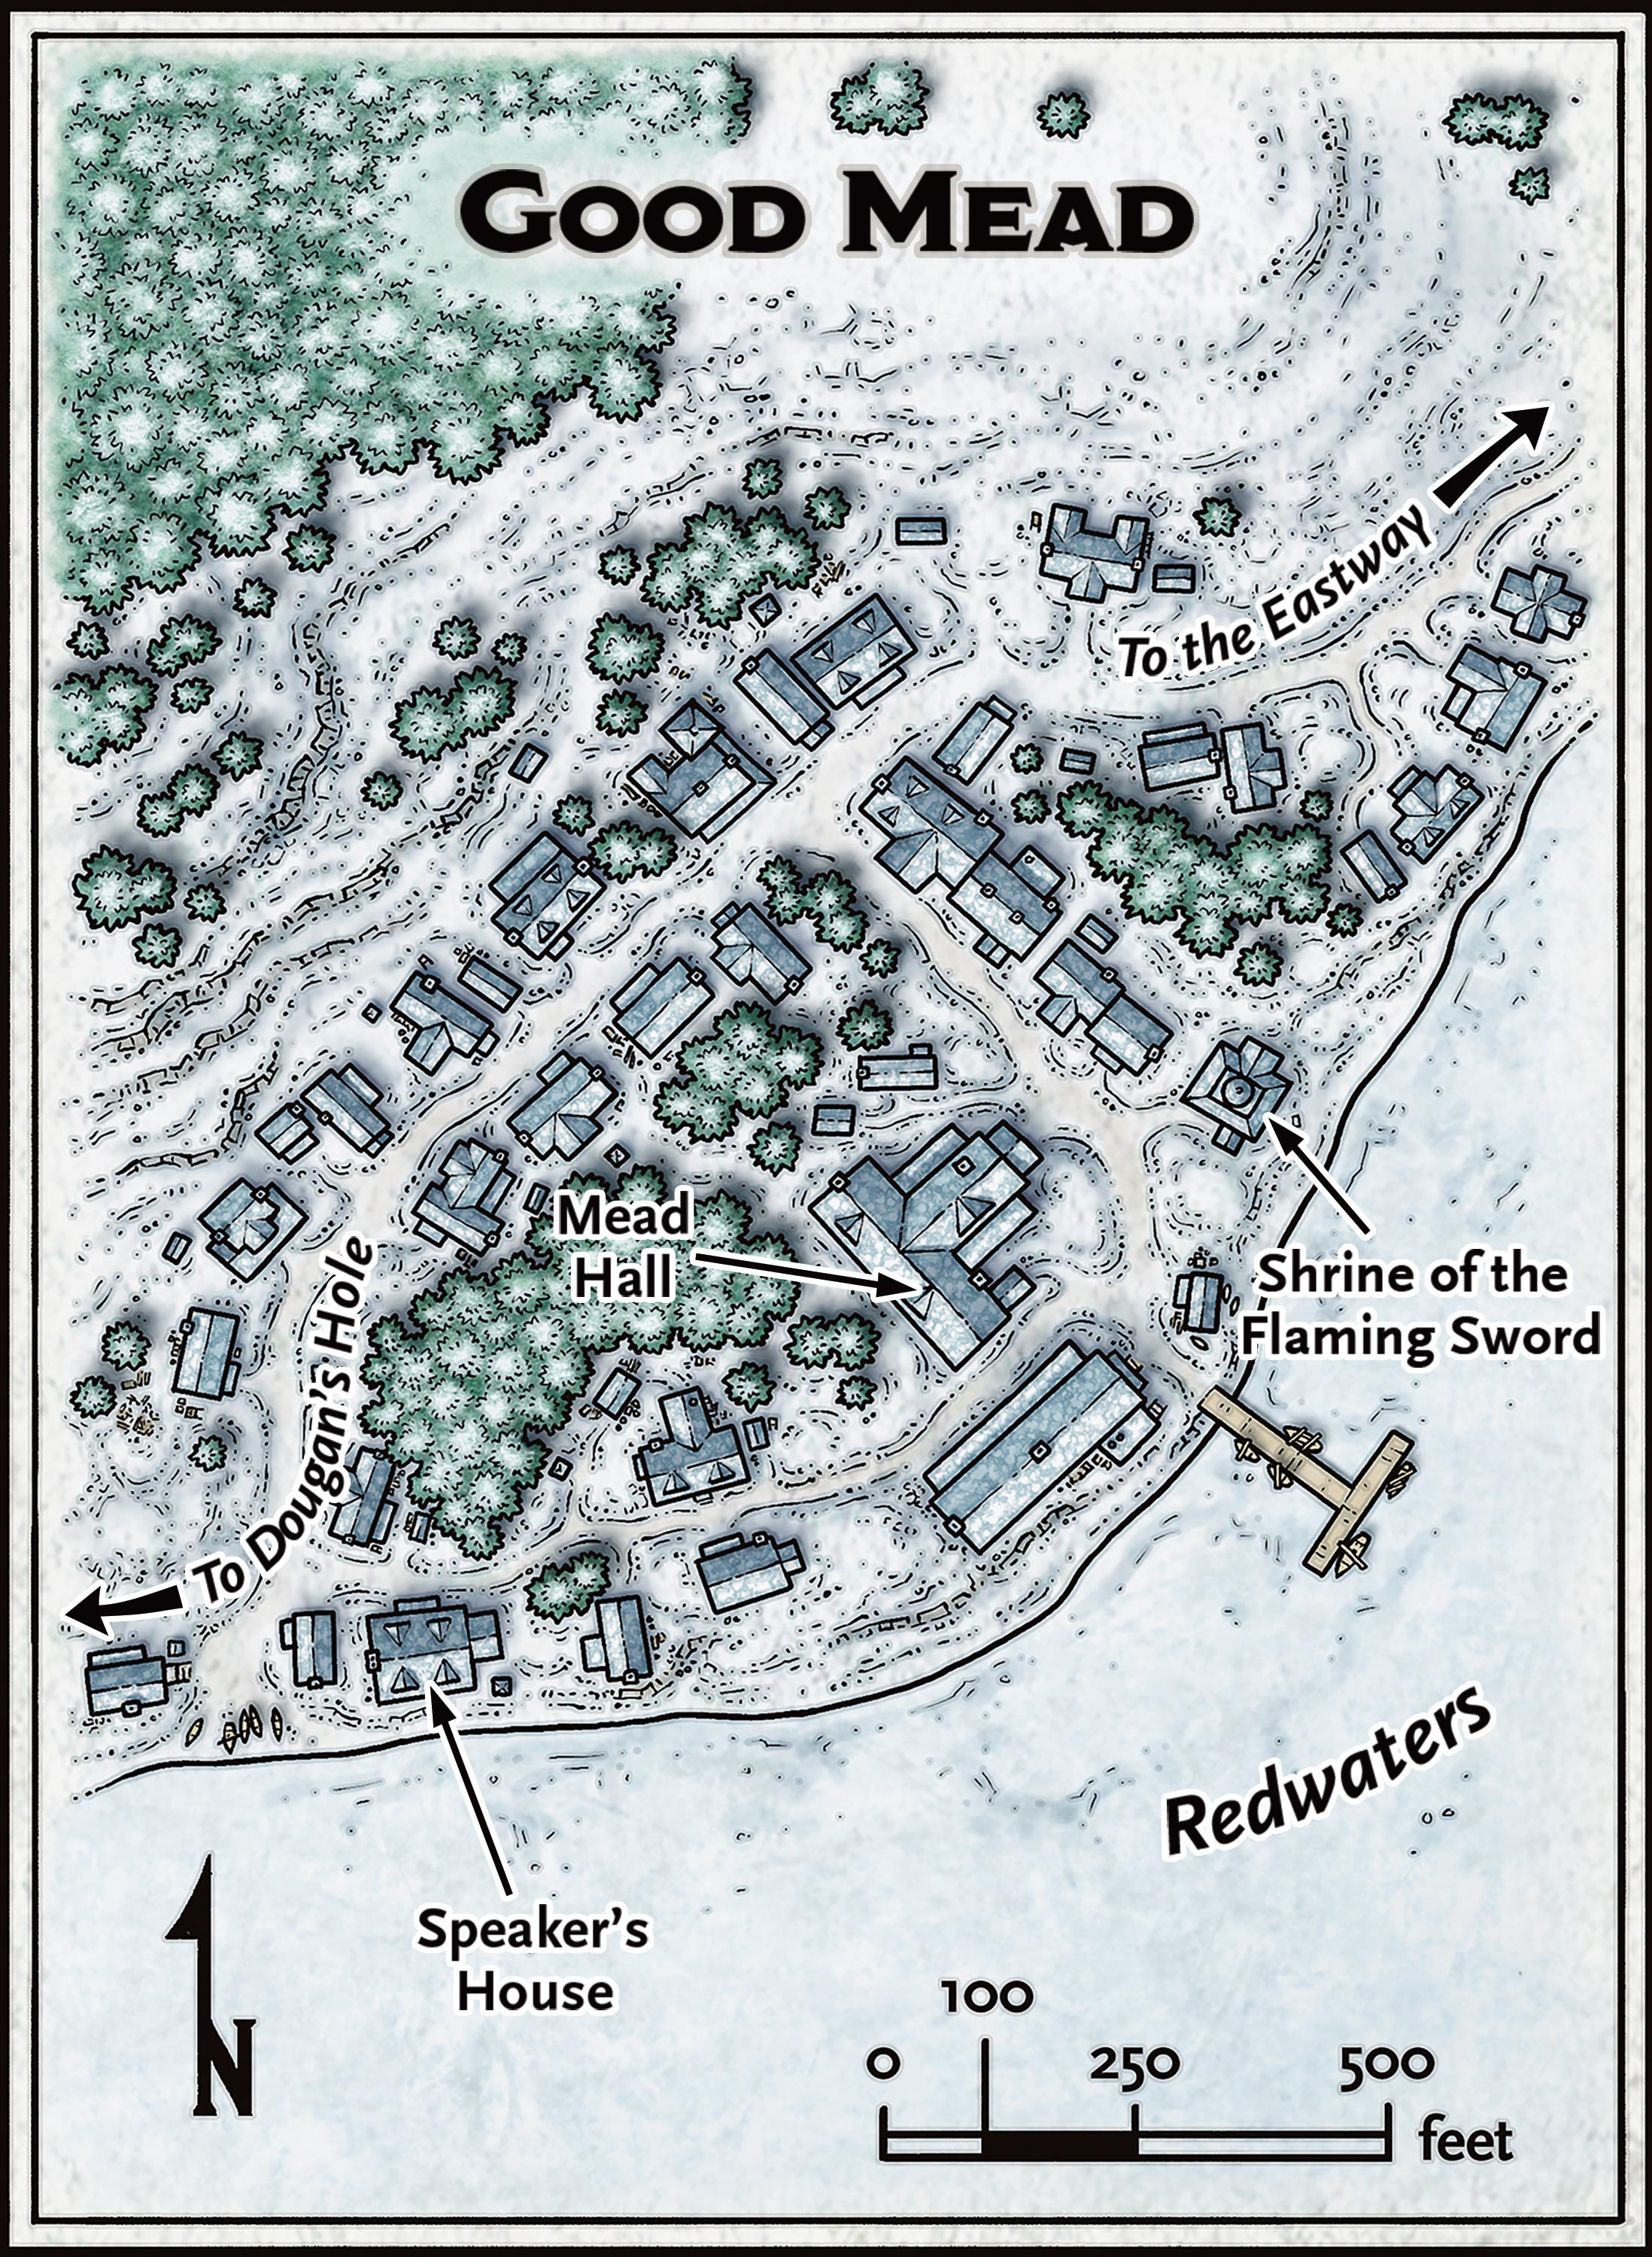 GOOD MEAD
To the Eastway
Mead
Hall
Shrine of the
Flaming Sword
To Dougan's Hole
Redwaters
Speaker's
House
N
100
0 250 500
feet